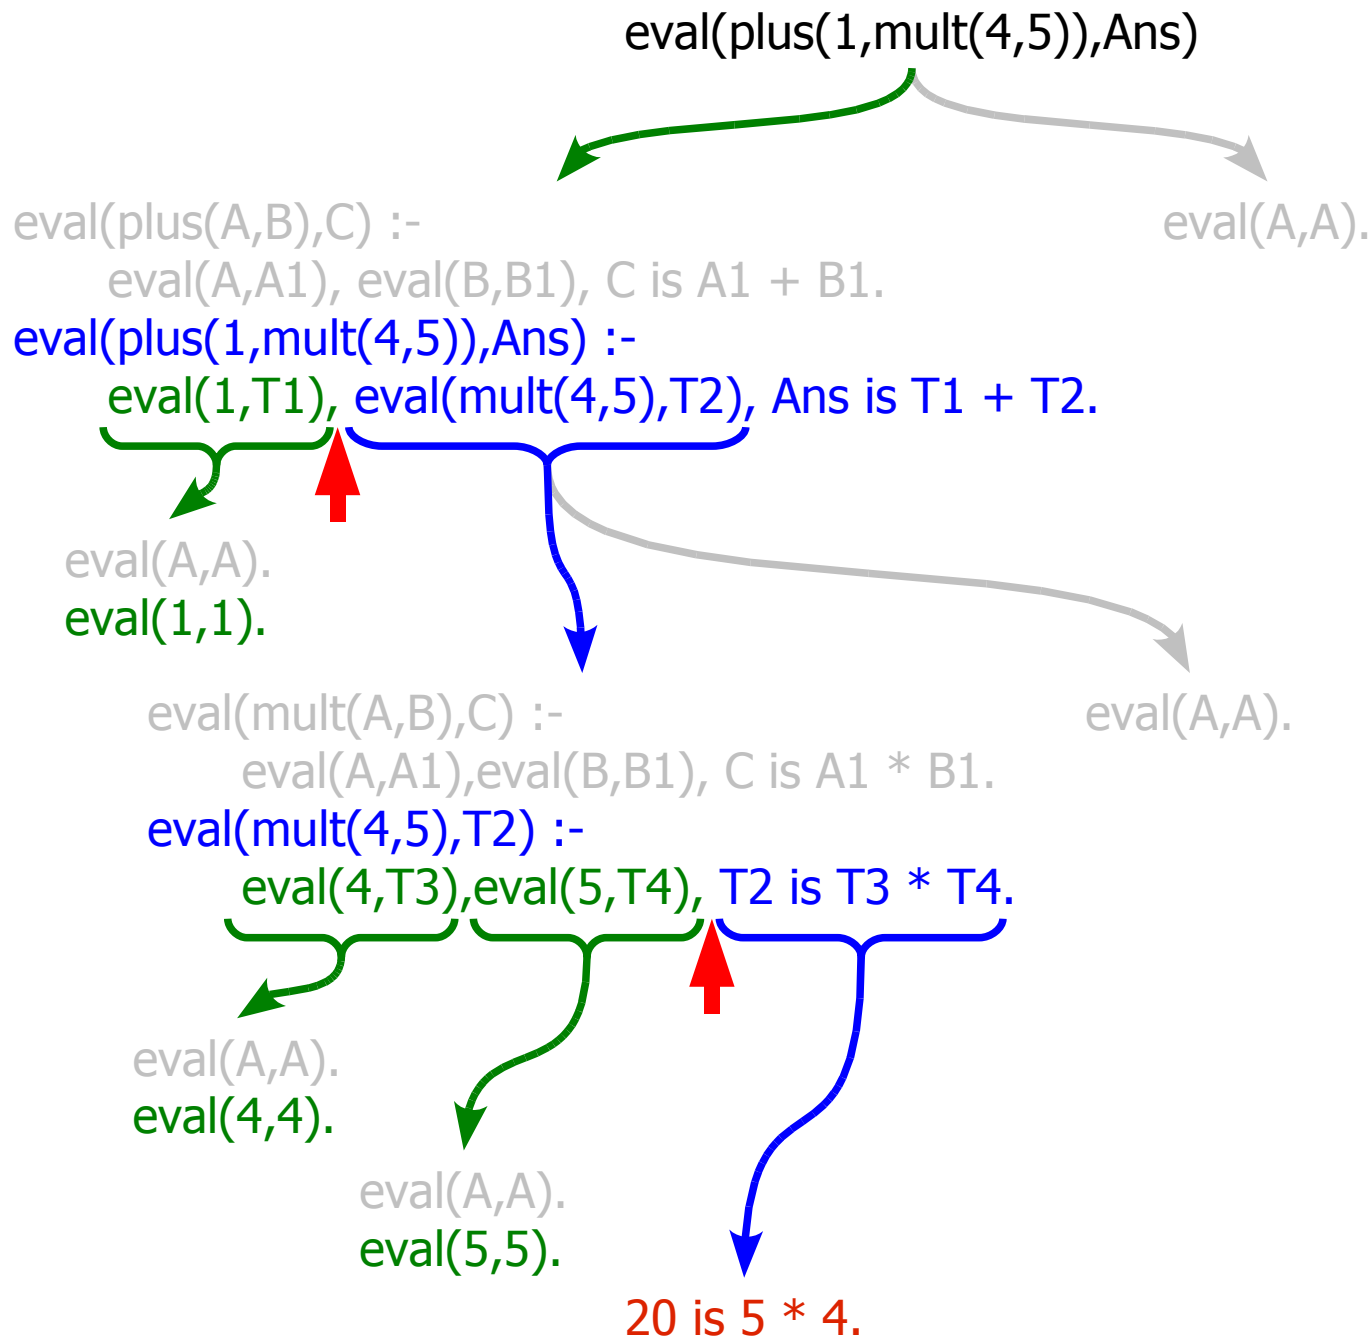 eval(plus(1,mult(4,5)),Ans)
eval(plus(A,B),C) :-
eval(A,A).
eval(A,A1), eval(B,B1), C is A1 + B1.
eval(plus(1,mult(4,5)),Ans) :-
eval(1,T1), eval(mult(4,5),T2), Ans is T1 + T2.
eval(A,A).
eval(1,1).
eval(mult(A,B),C) :-
eval(A,A).
eval(A,A1),eval(B,B1), C is A1 * B1.
eval(mult(4,5),T2) :-
eval(4,T3),eval(5,T4), T2 is T3 * T4.
eval(A,A).
eval(4,4).
eval(A,A).
eval(5,5).
20 is 5 * 4.